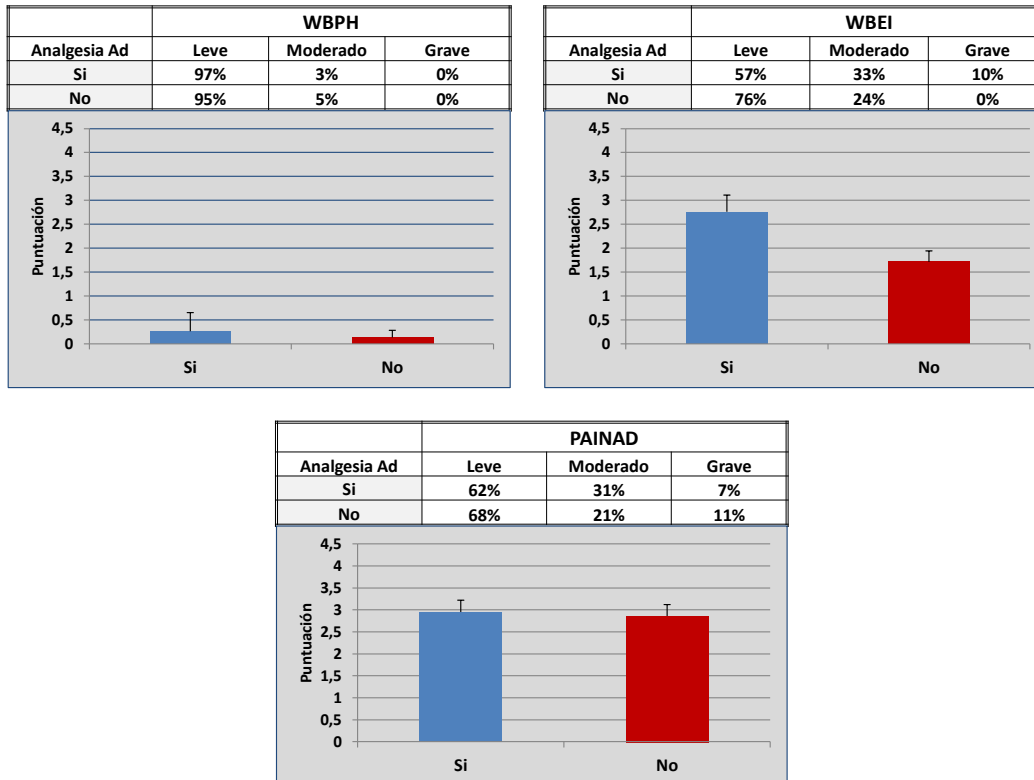 WBPH
Analgesia Ad Leve Moderado Grave
Si 97% 3% 0%
No 95% 5% 0%
4,5
4
3,5
3
2,5
2
1,5
1
0,5
0
Puntuación
Si No
WBEI
Analgesia Ad Leve Moderado Grave
Si 57% 33% 10%
No 76% 24% 0%
4,5
4
3,5
3
2,5
2
1,5
1
0,5
0
Puntuación
Si No
PAINAD
Analgesia Ad Leve Moderado Grave
Si 62% 31% 7%
No 68% 21% 11%
4,5
4
3,5
3
2,5
2
1,5
1
0,5
0
Puntuación
Si No